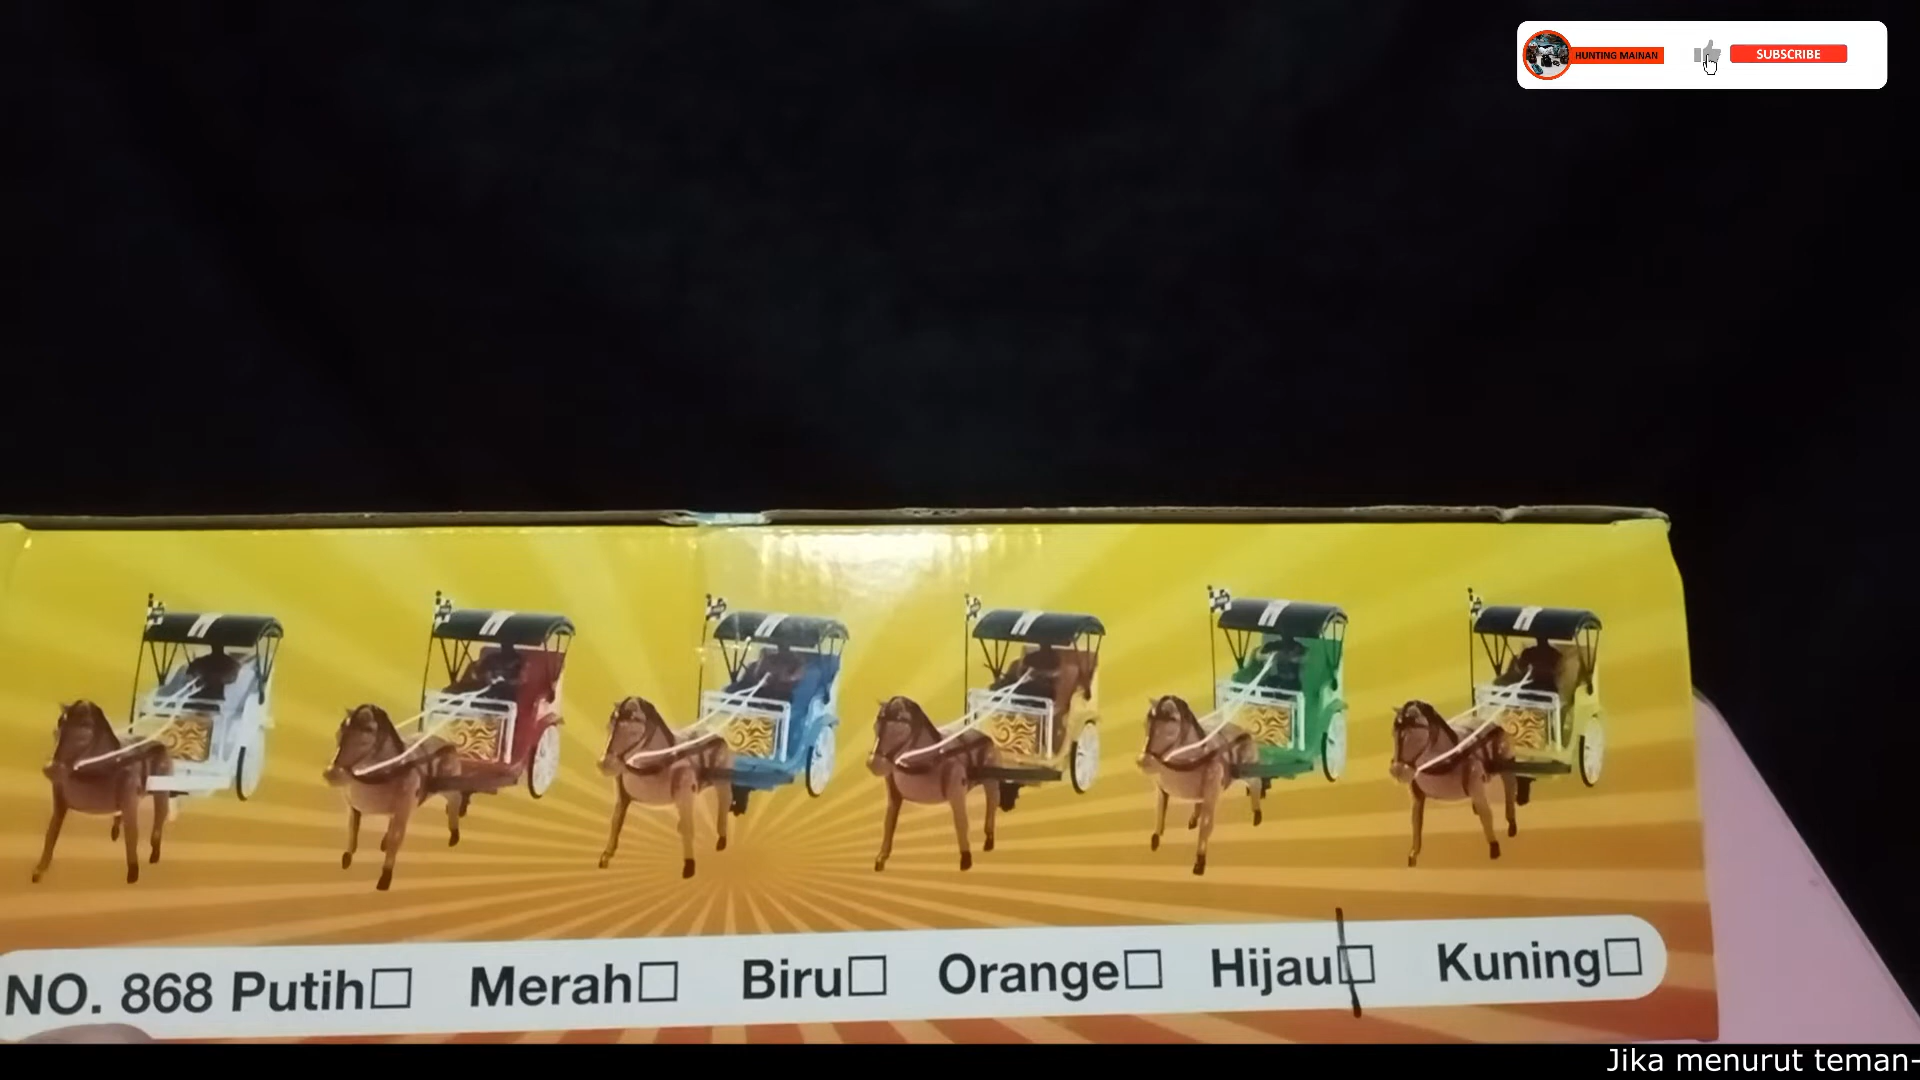 HUNTING MAINAN
SUBSCRIBE
NO. 868 Putih Merah Biru Orange Hijau Kuning
Jika menurut teman-